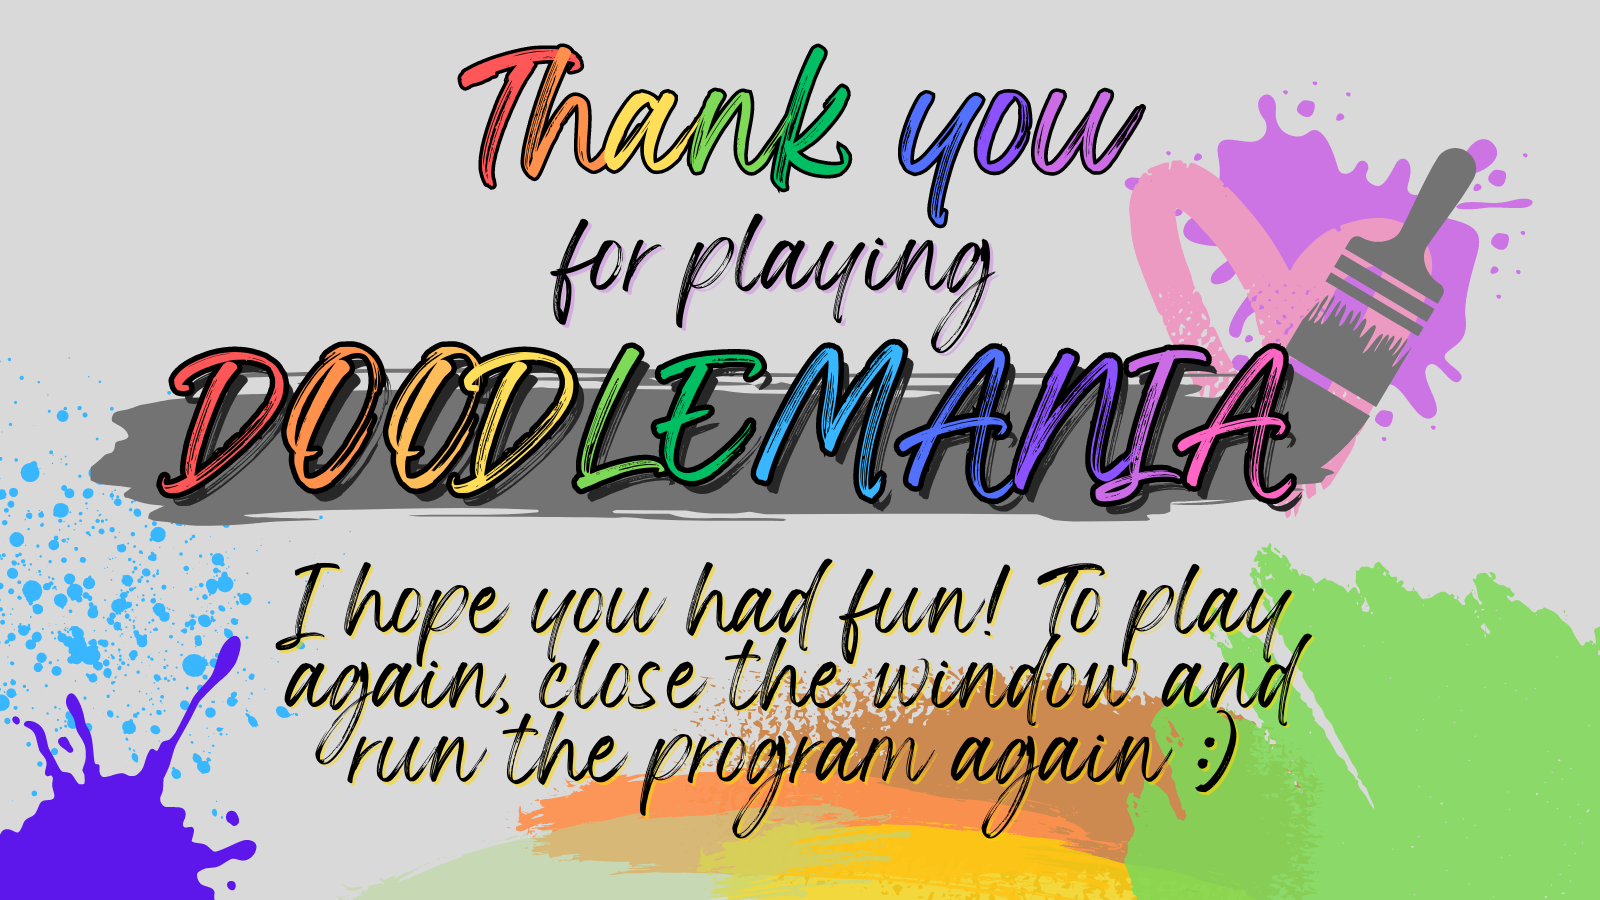 Thank you
for playing
DOODLEMANIA
I hope you had fun! To play
again, close the window and
run the program again :)